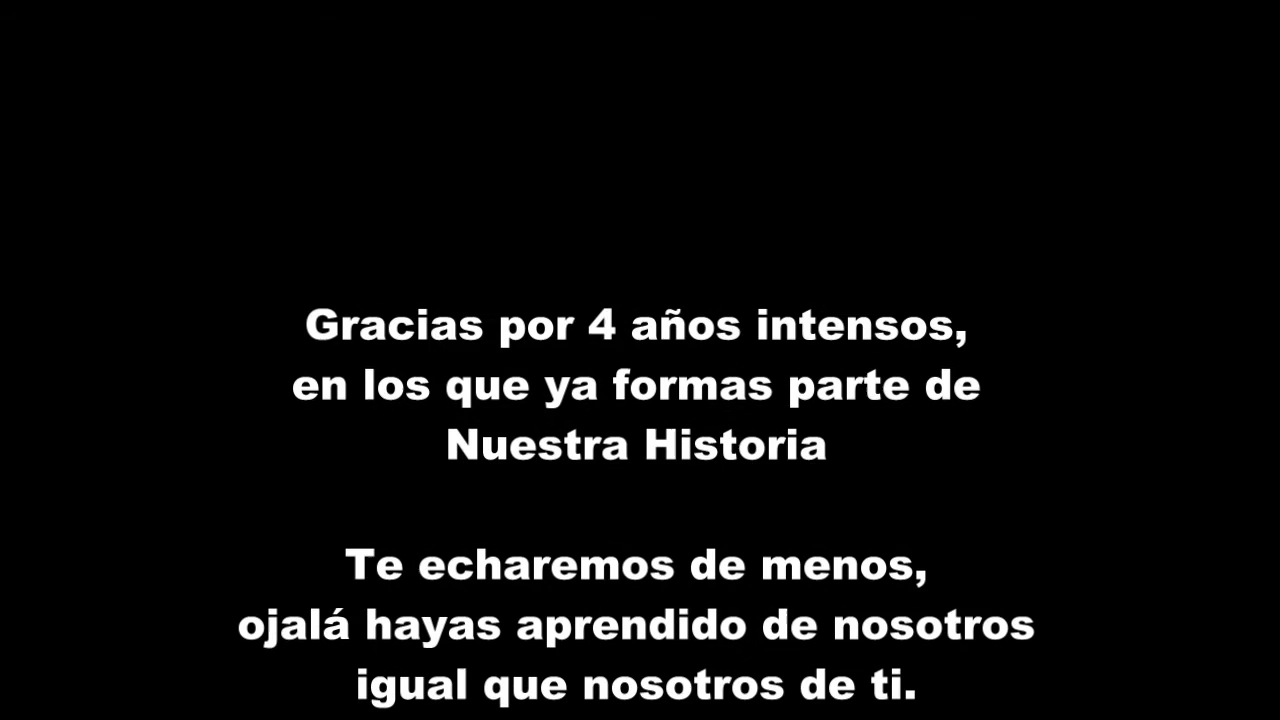 Gracias por 4 años intensos,
en los que ya formas parte de
Nuestra Historia
Te echaremos de menos,
ojalá hayas aprendido de nosotros
igual que nosotros de ti.